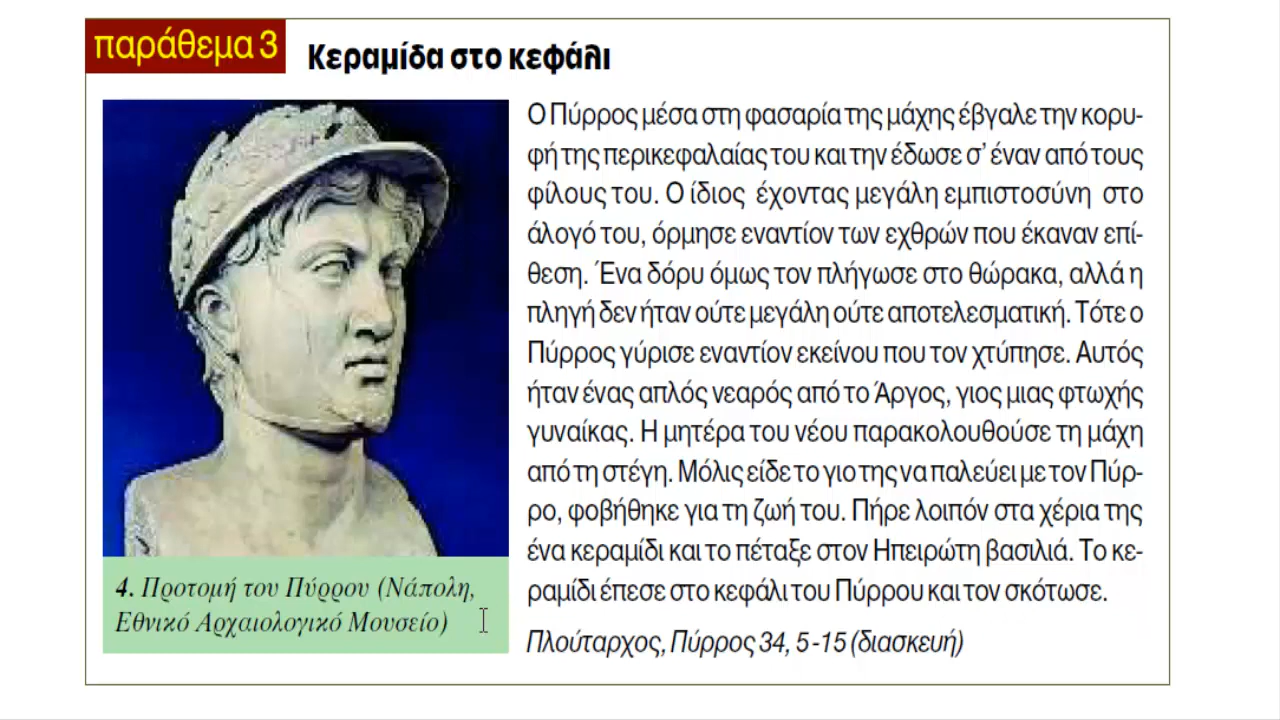 παράθεμα 3
Κεραμίδα στο κεφάλι
Ο Πύρρος μέσα στη φασαρία της μάχης έβγαλε την κορυ-
φή της περικεφαλαίας του και την έδωσε σ’ έναν από τους
φίλους του. Ο ίδιος έχοντας μεγάλη εμπιστοσύνη στο
άλογό του, όρμησε εναντίον των εχθρών που έκαναν επί-
θεση. Ένα δόρυ όμως τον πλήγωσε στο θώρακα, αλλά η
πληγή δεν ήταν ούτε μεγάλη ούτε αποτελεσματική. Τότε ο
Πύρρος γύρισε εναντίον εκείνου που τον χτύπησε. Αυτός
ήταν ένας απλός νεαρός από το Άργος, γιος μιας φτωχής
γυναίκας. Η μητέρα του νέου παρακολουθούσε τη μάχη
από τη στέγη. Μόλις είδε το γιο της να παλεύει με τον Πύρ-
ρο, φοβήθηκε για τη ζωή του. Πήρε λοιπόν στα χέρια της
ένα κεραμίδι και το πέταξε στον Ηπειρώτη βασιλιά. Το κε-
ραμίδι έπεσε στο κεφάλι του Πύρρου και τον σκότωσε.
Πλούταρχος, Πύρρος 34, 5-15 (διασκευή)
4. Προτομή του Πύρρου (Νάπολη,
Εθνικό Αρχαιολογικό Μουσείο)